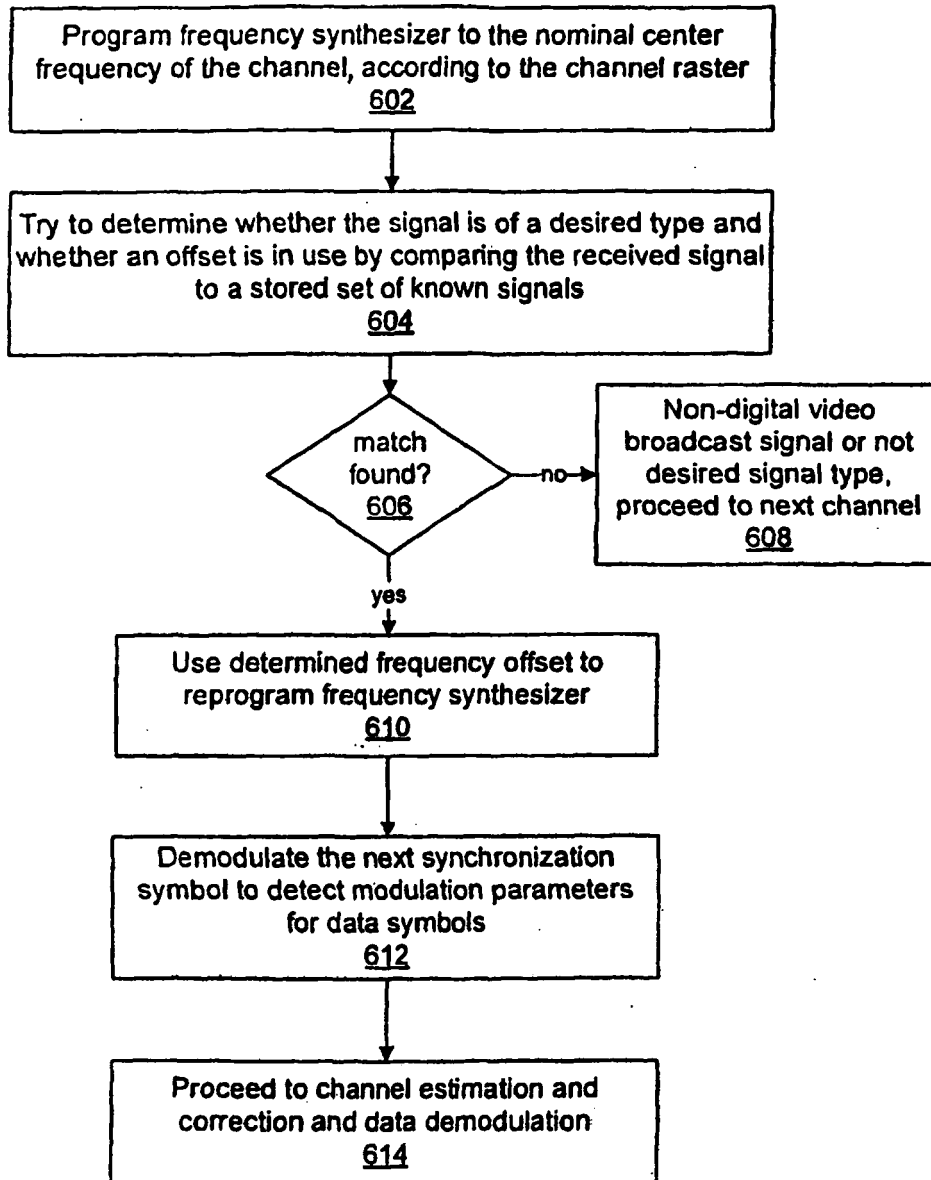 Program frequency synthesizer to the nominal center
frequency of the channel, according to the channel raster
602
Try to determine whether the signal is of a desired type and
whether an offset is in use by comparing the received signal
to a stored set of known signals
604
match
found?
606
no
Non-digital video
broadcast signal or not
desired signal type,
proceed to next channel
608
yes
Use determined frequency offset to
reprogram frequency synthesizer
610
Demodulate the next synchronization
symbol to detect modulation parameters
for data symbols
612
Proceed to channel estimation and
correction and data demodulation
614